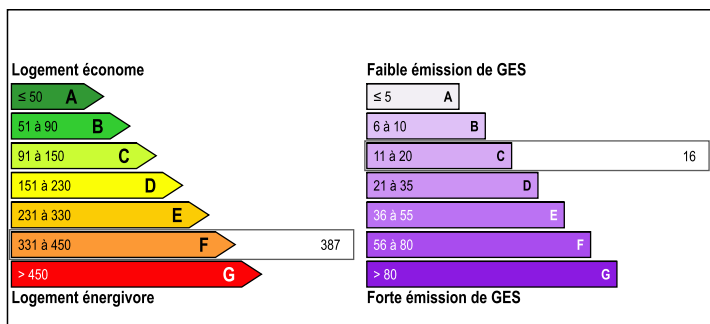 Logement économe
≤ 50 A
51 à 90 B
91 à 150 C
151 à 230 D
231 à 330 E
331 à 450 F 387
> 450 G
Logement énergivore
Faible émission de GES
≤ 5 A
6 à 10 B
11 à 20 C 16
21 à 35 D
36 à 55 E
56 à 80 F
> 80 G
Forte émission de GES